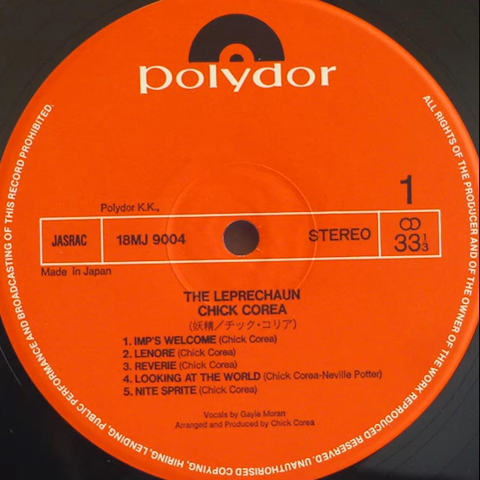 polydor
ALL RIGHTS OF THE PRODUCER AND OF THE OWNER OF THE WORK REPRODUCED RESERVED. UNAUTHORISED COPYING, HIRING, LENDING, PUBLIC PERFORMANCE AND BROADCASTING OF THIS RECORD PROHIBITED.
1
Polydor K.K.,
JASRAC
18MJ 9004
STEREO
33 1/3
Made in Japan
THE LEPRECHAUN
CHICK COREA
(妖精/チック・コリア)
1. IMP'S WELCOME (Chick Corea)
2. LENORE (Chick Corea)
3. REVERIE (Chick Corea)
4. LOOKING AT THE WORLD (Chick Corea-Neville Potter)
5. NITE SPRITE (Chick Corea)
Vocals by Gayle Moran
Arranged and Produced by Chick Corea